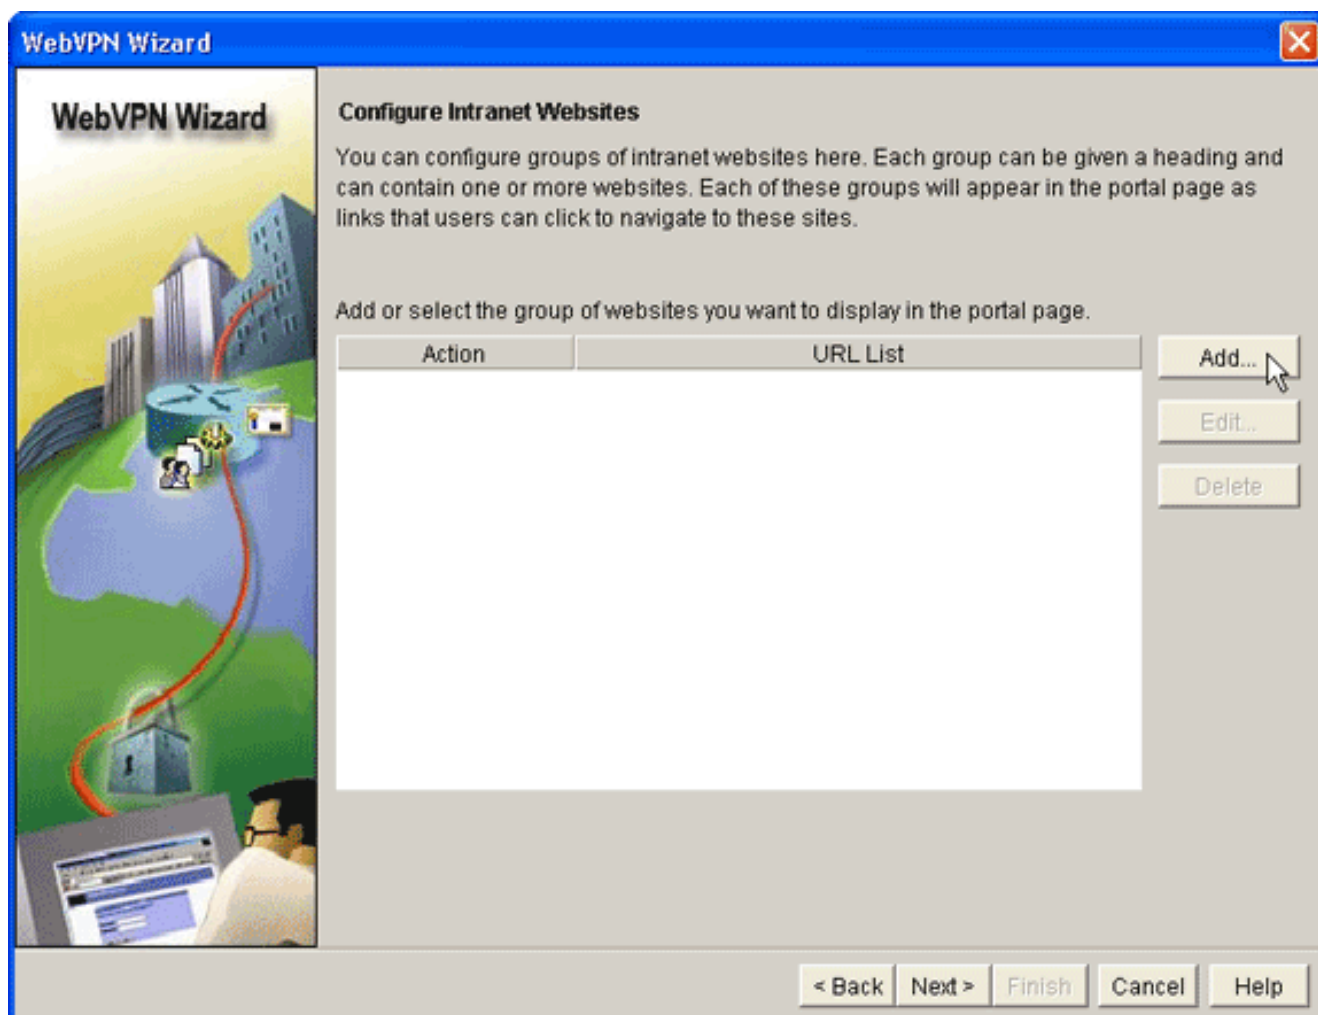 WebVPN Wizard
WebVPN Wizard
Configure Intranet Websites
You can configure groups of intranet websites here. Each group can be given a heading and
can contain one or more websites. Each of these groups will appear in the portal page as
links that users can click to navigate to these sites.
Add or select the group of websites you want to display in the portal page.
Action URL List
Add...
Edit...
Delete
< Back Next > Finish Cancel Help